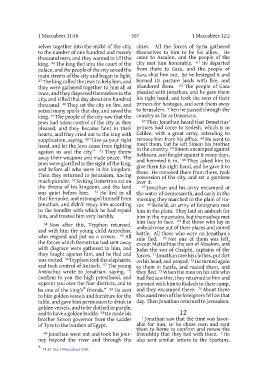 1 Maccabees 11:46 507 1 Maccabees 12:2
selves together into the midst of the city,
to the number of one hundred and twenty
thousand men, and they wanted to kill the
king. 46 The king fled into the court of the
palace, and the people of the city seized the
main streets of the city and began to fight.
47 The king called the Jews to help him, and
they were gathered together to him all at
once, and they dispersed themselves in the
city, and killed that day about one hundred
thousand. 48 They set the city on fire, and
seized many spoils that day, and saved the
king. 49 The people of the city saw that the
Jews had taken control of the city as they
pleased, and they became faint in their
hearts, and they cried out to the king with
supplication, saying, 50 “Give us your right
hand, and let the Jews cease from fighting
against us and the city.” 51 They threw
away their weapons and made peace. The
Jews were glorified in the sight of the king,
and before all who were in his kingdom.
Then they returned to Jerusalem, having
much plunder. 52 So King Demetrius sat on
the throne of his kingdom, and the land
was quiet before him. 53 He lied in all
that he spoke, and estranged himself from
Jonathan, and didn’t repay him according
to the benefits with which he had repaid
him, and treated him very harshly.
54 Now after this, Tryphon returned,
and with him the young child Antiochus,
who reigned and put on a crown. 55 All
the forces which Demetrius had sent away
with disgrace were gathered to him, and
they fought against him, and he fled and
was routed. 56 Tryphon took the elephants,
and took control of Antioch. 57 The young
Antiochus wrote to Jonathan, saying, “I
confirm to you the high priesthood, and
appoint you over the four districts, and to
be one of the king’s Friends.” 58 He sent
to him golden vessels and furniture for the
table, and gave him permission to drink in
golden vessels, and to be clothed in purple,
and to have a golden buckle. 59 He made his
brother Simon governor from the Ladder
of Tyre to the borders of Egypt.
60 Jonathan went out and took his jour-
ney beyond the river and through the
cities. All the forces of Syria gathered
themselves to him to be his allies. He
came to Ascalon, and the people of the
city met him honorably. 61 He departed
from there to Gaza, and the people of
Gaza shut him out. So he besieged it and
burned its pasture lands with fire, and
plundered them. 62 The people of Gaza
pleaded with Jonathan, and he gave them
his right hand, and took the sons of their
princes for hostages, and sent them away
to Jerusalem. Then he passed through the
country as far as Damascus.
63 Then Jonathan heard that Demetrius’
princes had come to Kedesh, which is in
Galilee, with a great army, intending to
remove him from his office. 64 He went to
meet them, but he left Simon his brother
in the country. 65 Simon encamped against
Bethsura, and fought against it many days,
and hemmed it in. 66 They asked him to
give them his right hand, and he gave it to
them. He removed them from there, took
possession of the city, and set a garrison
over it.
67 Jonathan and his army encamped at
the water of Gennesareth, and early in the
morning they marched to the plain of Ha-
zor. 68 Behold, an army of foreigners met
him in the plain. They laid an ambush for
him in the mountains, but themselves met
him face to face. 69 But those who lay in
ambush rose out of their places and joined
battle. All those who were on Jonathan’s
side fled. 70 Not one of them was left,
except Mattathias the son of Absalom, and
Judas the son of Chalphi, captains of the
forces. 71 Jonathan tore his clothes, put dirt
on his head, and prayed. 72 He turned again
to them in battle, and routed them, and
they fled. 73 When the men on his side who
had fled saw this, they returned to him and
pursued with him to Kedesh to their camp,
and they encamped there. 74 About three
thousand men of the foreigners fell on that
day. Then Jonathan returned to Jerusalem.
12
1 Jonathan saw that the time was favor-
able for him, so he chose men and sent
them to Rome to confirm and renew the
friendship that they had with them. 2 He
also sent similar letters to the Spartans,